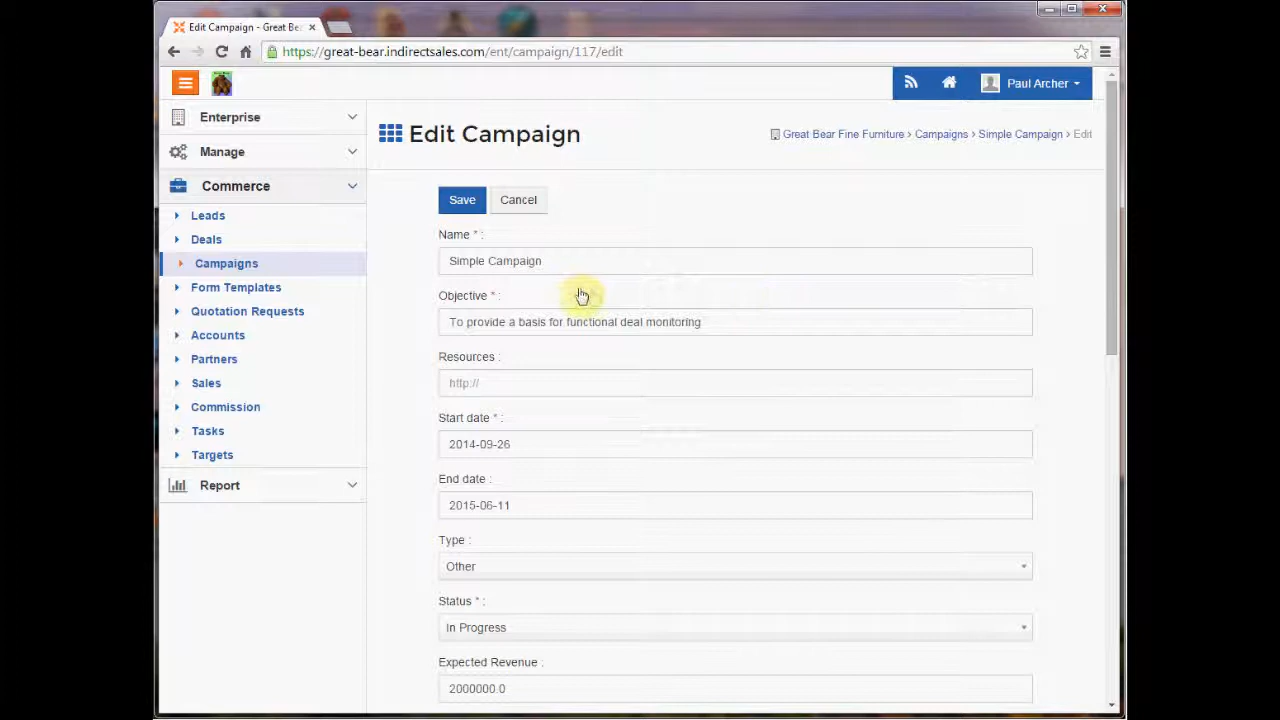 Edit Campaign - Great Be
https://great-bear.indirectsales.com/ent/campaign/117/edit
Paul Archer
Enterprise
Manage
Commerce
Leads
Deals
Campaigns
Form Templates
Quotation Requests
Accounts
Partners
Sales
Commission
Tasks
Targets
Report
Edit Campaign
Great Bear Fine Furniture > Campaigns > Simple Campaign > Edit
Save Cancel
Name * :
Simple Campaign
Objective * :
To provide a basis for functional deal monitoring
Resources :
http://
Start date * :
2014-09-26
End date :
2015-06-11
Type :
Other
Status * :
In Progress
Expected Revenue :
2000000.0